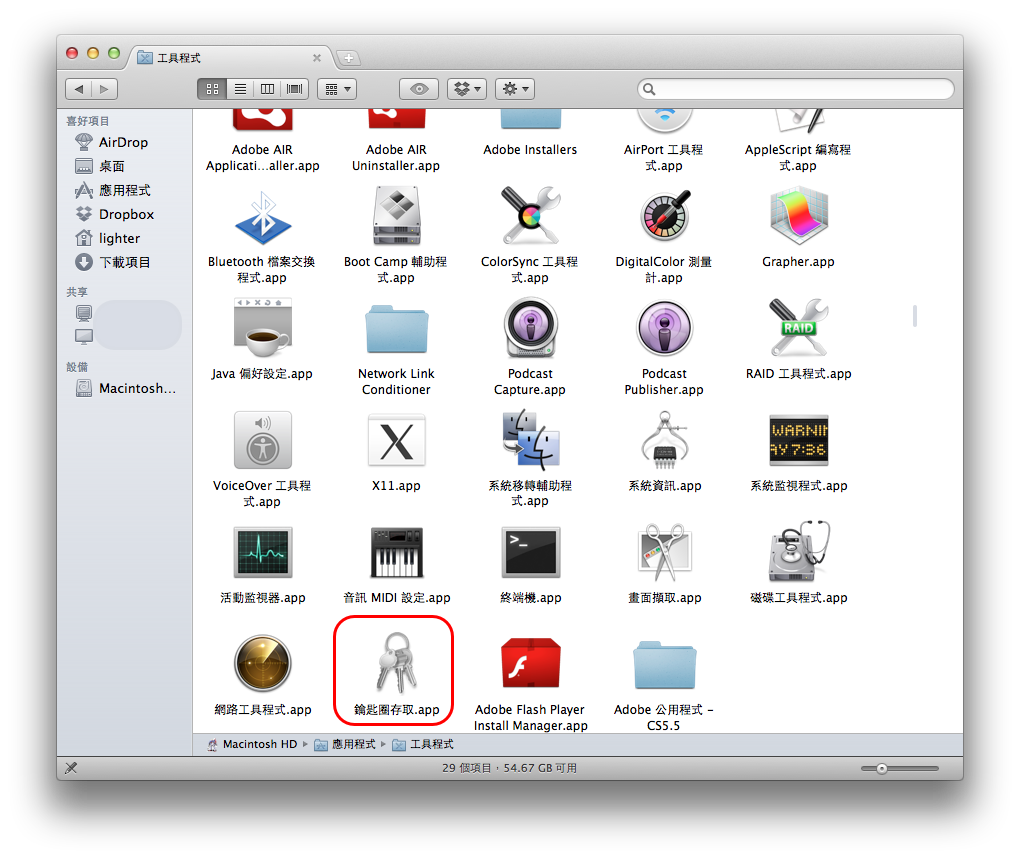 工具程式
喜好項目
AirDrop
桌面
應用程式
Dropbox
lighter
下載項目
共享
設備
Macintosh...
Adobe AIR
Applicati...aller.app
Adobe AIR
Uninstaller.app
Adobe Installers
AirPort 工具程
式.app
AppleScript 編寫程
式.app
Bluetooth 檔案交換
程式.app
Boot Camp 輔助程
式.app
ColorSync 工具程
式.app
DigitalColor 測量
計.app
Grapher.app
Java 偏好設定.app
Network Link
Conditioner
Podcast
Capture.app
Podcast
Publisher.app
RAID
RAID 工具程式.app
VoiceOver 工具程
式.app
X
X11.app
系統移轉輔助程
式.app
系統資訊.app
WARNIN
AY 7:36
系統監視程式.app
活動監視器.app
音訊 MIDI 設定.app
>_
終端機.app
畫面擷取.app
磁碟工具程式.app
網路工具程式.app
鑰匙圈存取.app
Adobe Flash Player
Install Manager.app
Adobe 公用程式 –
CS5.5
Macintosh HD ▸ 應用程式 ▸ 工具程式
29 個項目，54.67 GB 可用